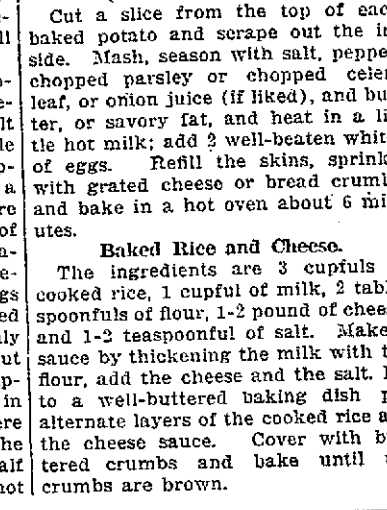 Cut a slice from the top of eac
baked potato and scrape out the in
side. Mash, season with salt, peppe
chopped parsley or chopped celer
leaf, or onion juice (if liked), and bu
ter, or savory fat, and heat in a li
tle hot milk; add 2 well-beaten whit
of eggs. Refill the skins, sprink
with grated cheese or bread crumb
and bake in a hot oven about 6 mi
utes.
Baked Rice and Cheese.
The ingredients are 3 cupfuls
cooked rice, 1 cupful of milk, 2 tabl
spoonfuls of flour, 1-2 pound of chee
and 1-2 teaspoonful of salt. Make
sauce by thickening the milk with t
flour, add the cheese and the salt. I
to a well-buttered baking dish p
alternate layers of the cooked rice a
the cheese sauce. Cover with bu
tered crumbs and bake until
crumbs are brown.